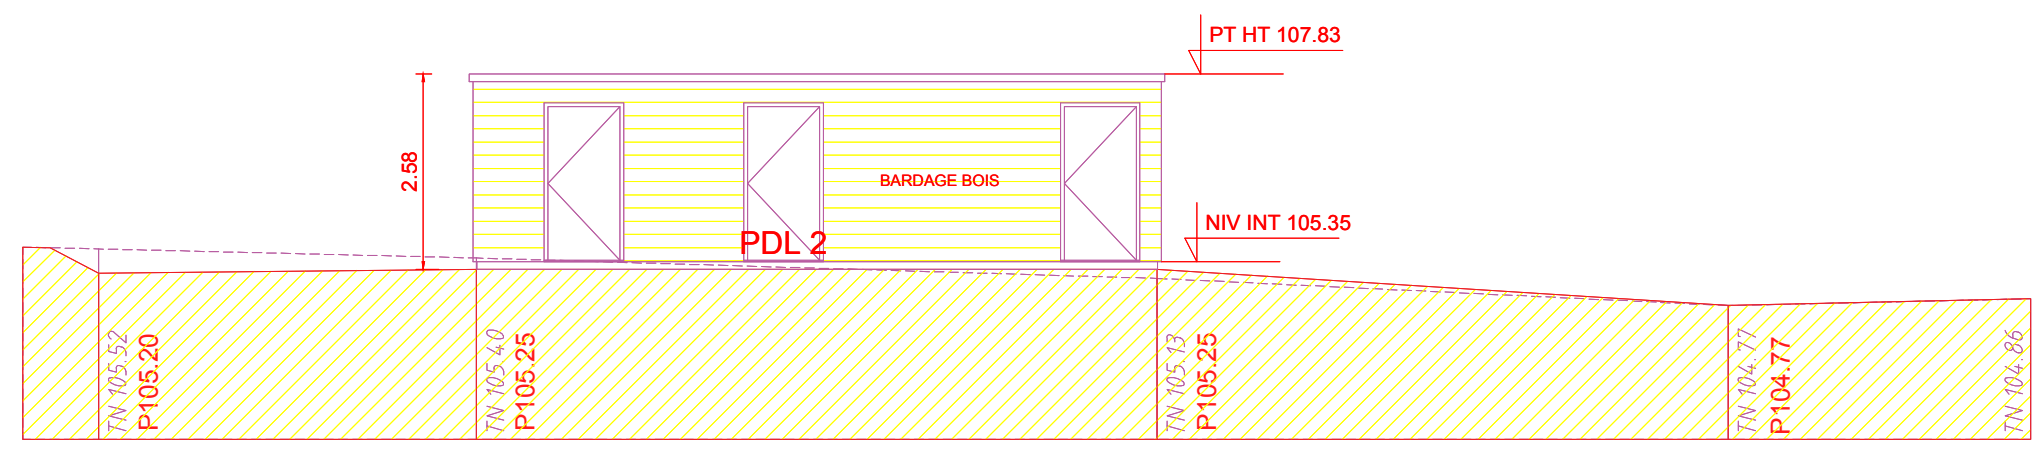 PT HT 107.83
2.58
BARDAGE BOIS
NIV INT 105.35
PDL 2
TN 105.52
P105.20
TN 105.40
P105.25
TN 105.13
P105.25
TN 104.77
P104.77
TN 104.86